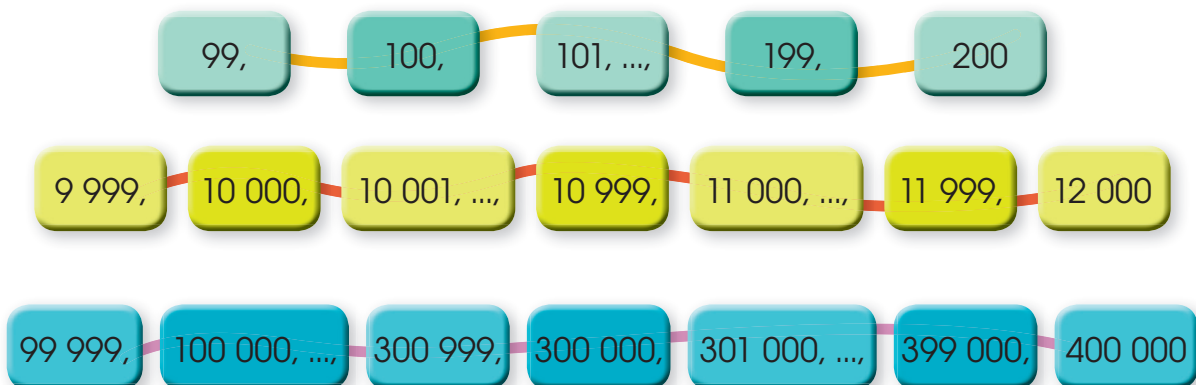 99, 100, 101, ..., 199, 200
9 999, 10 000, 10 001, ..., 10 999, 11 000, ..., 11 999, 12 000
99 999, 100 000, ..., 300 999, 300 000, 301 000, ..., 399 000, 400 000